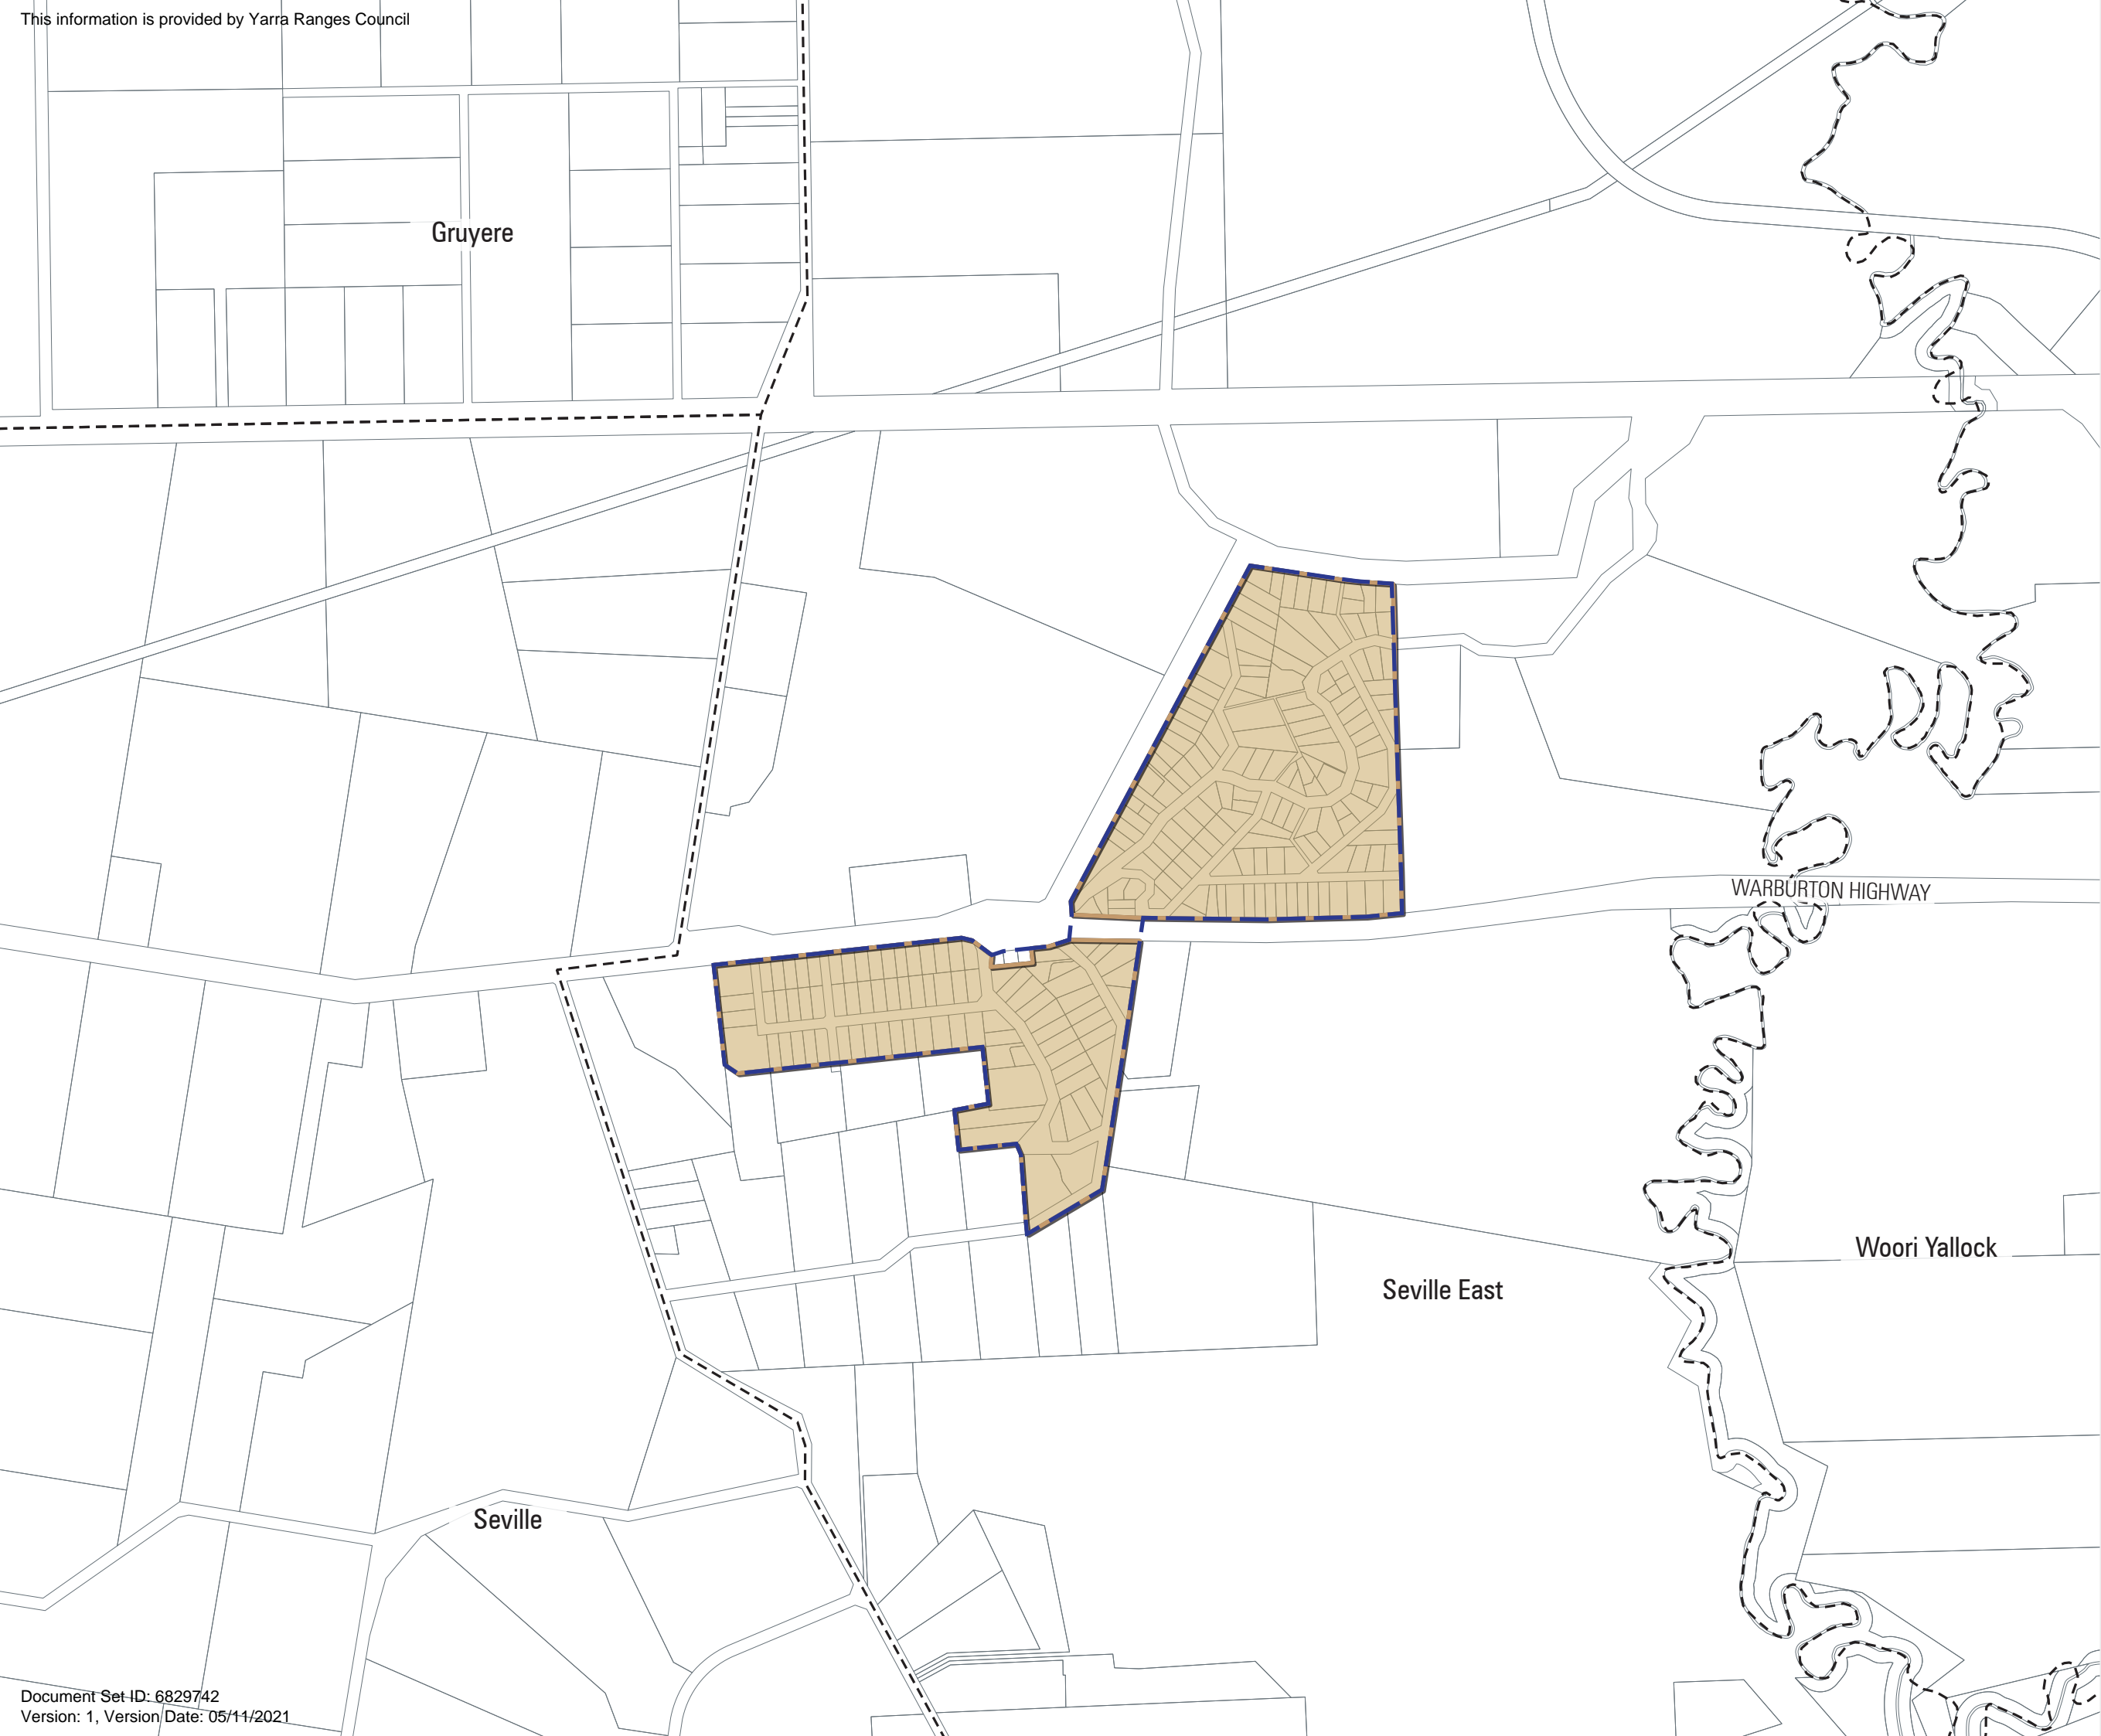 This information is provided by Yarra Ranges Council
Gruyere
WARBURTON HIGHWAY
Woori Yallock
Seville East
Seville
Document Set ID: 6829742
Version: 1, Version Date: 05/11/2021